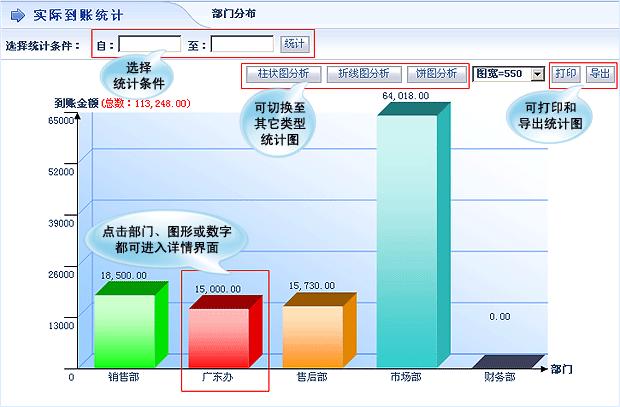 实际到账统计
部门分布
选择统计条件： 自： 至： 统计
选择
统计条件
柱状图分析 折线图分析 饼图分析 图宽=550 打印 导出
可切换至
其它类型
统计图
可打印和
导出统计图
到账金额(总数：113,248.00)
65000
52000
39000
26000
13000
0
点击部门、图形或数字
都可进入详情界面
18,500.00
15,000.00
15,730.00
64,018.00
0.00
销售部 广东办 售后部 市场部 财务部
部门